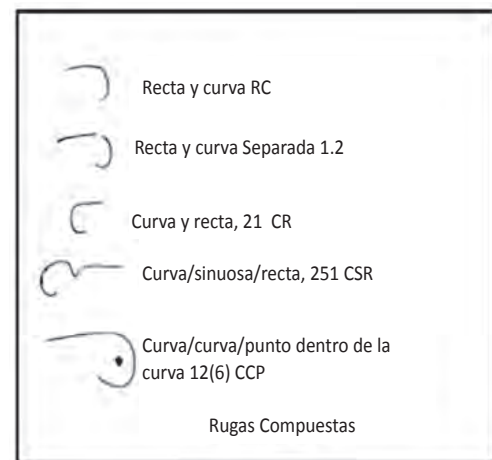 Recta y curva RC
Recta y curva Separada 1.2
Curva y recta, 21 CR
Curva/sinuosa/recta, 251 CSR
Curva/curva/punto dentro de la
curva 12(6) CCP
Rugas Compuestas